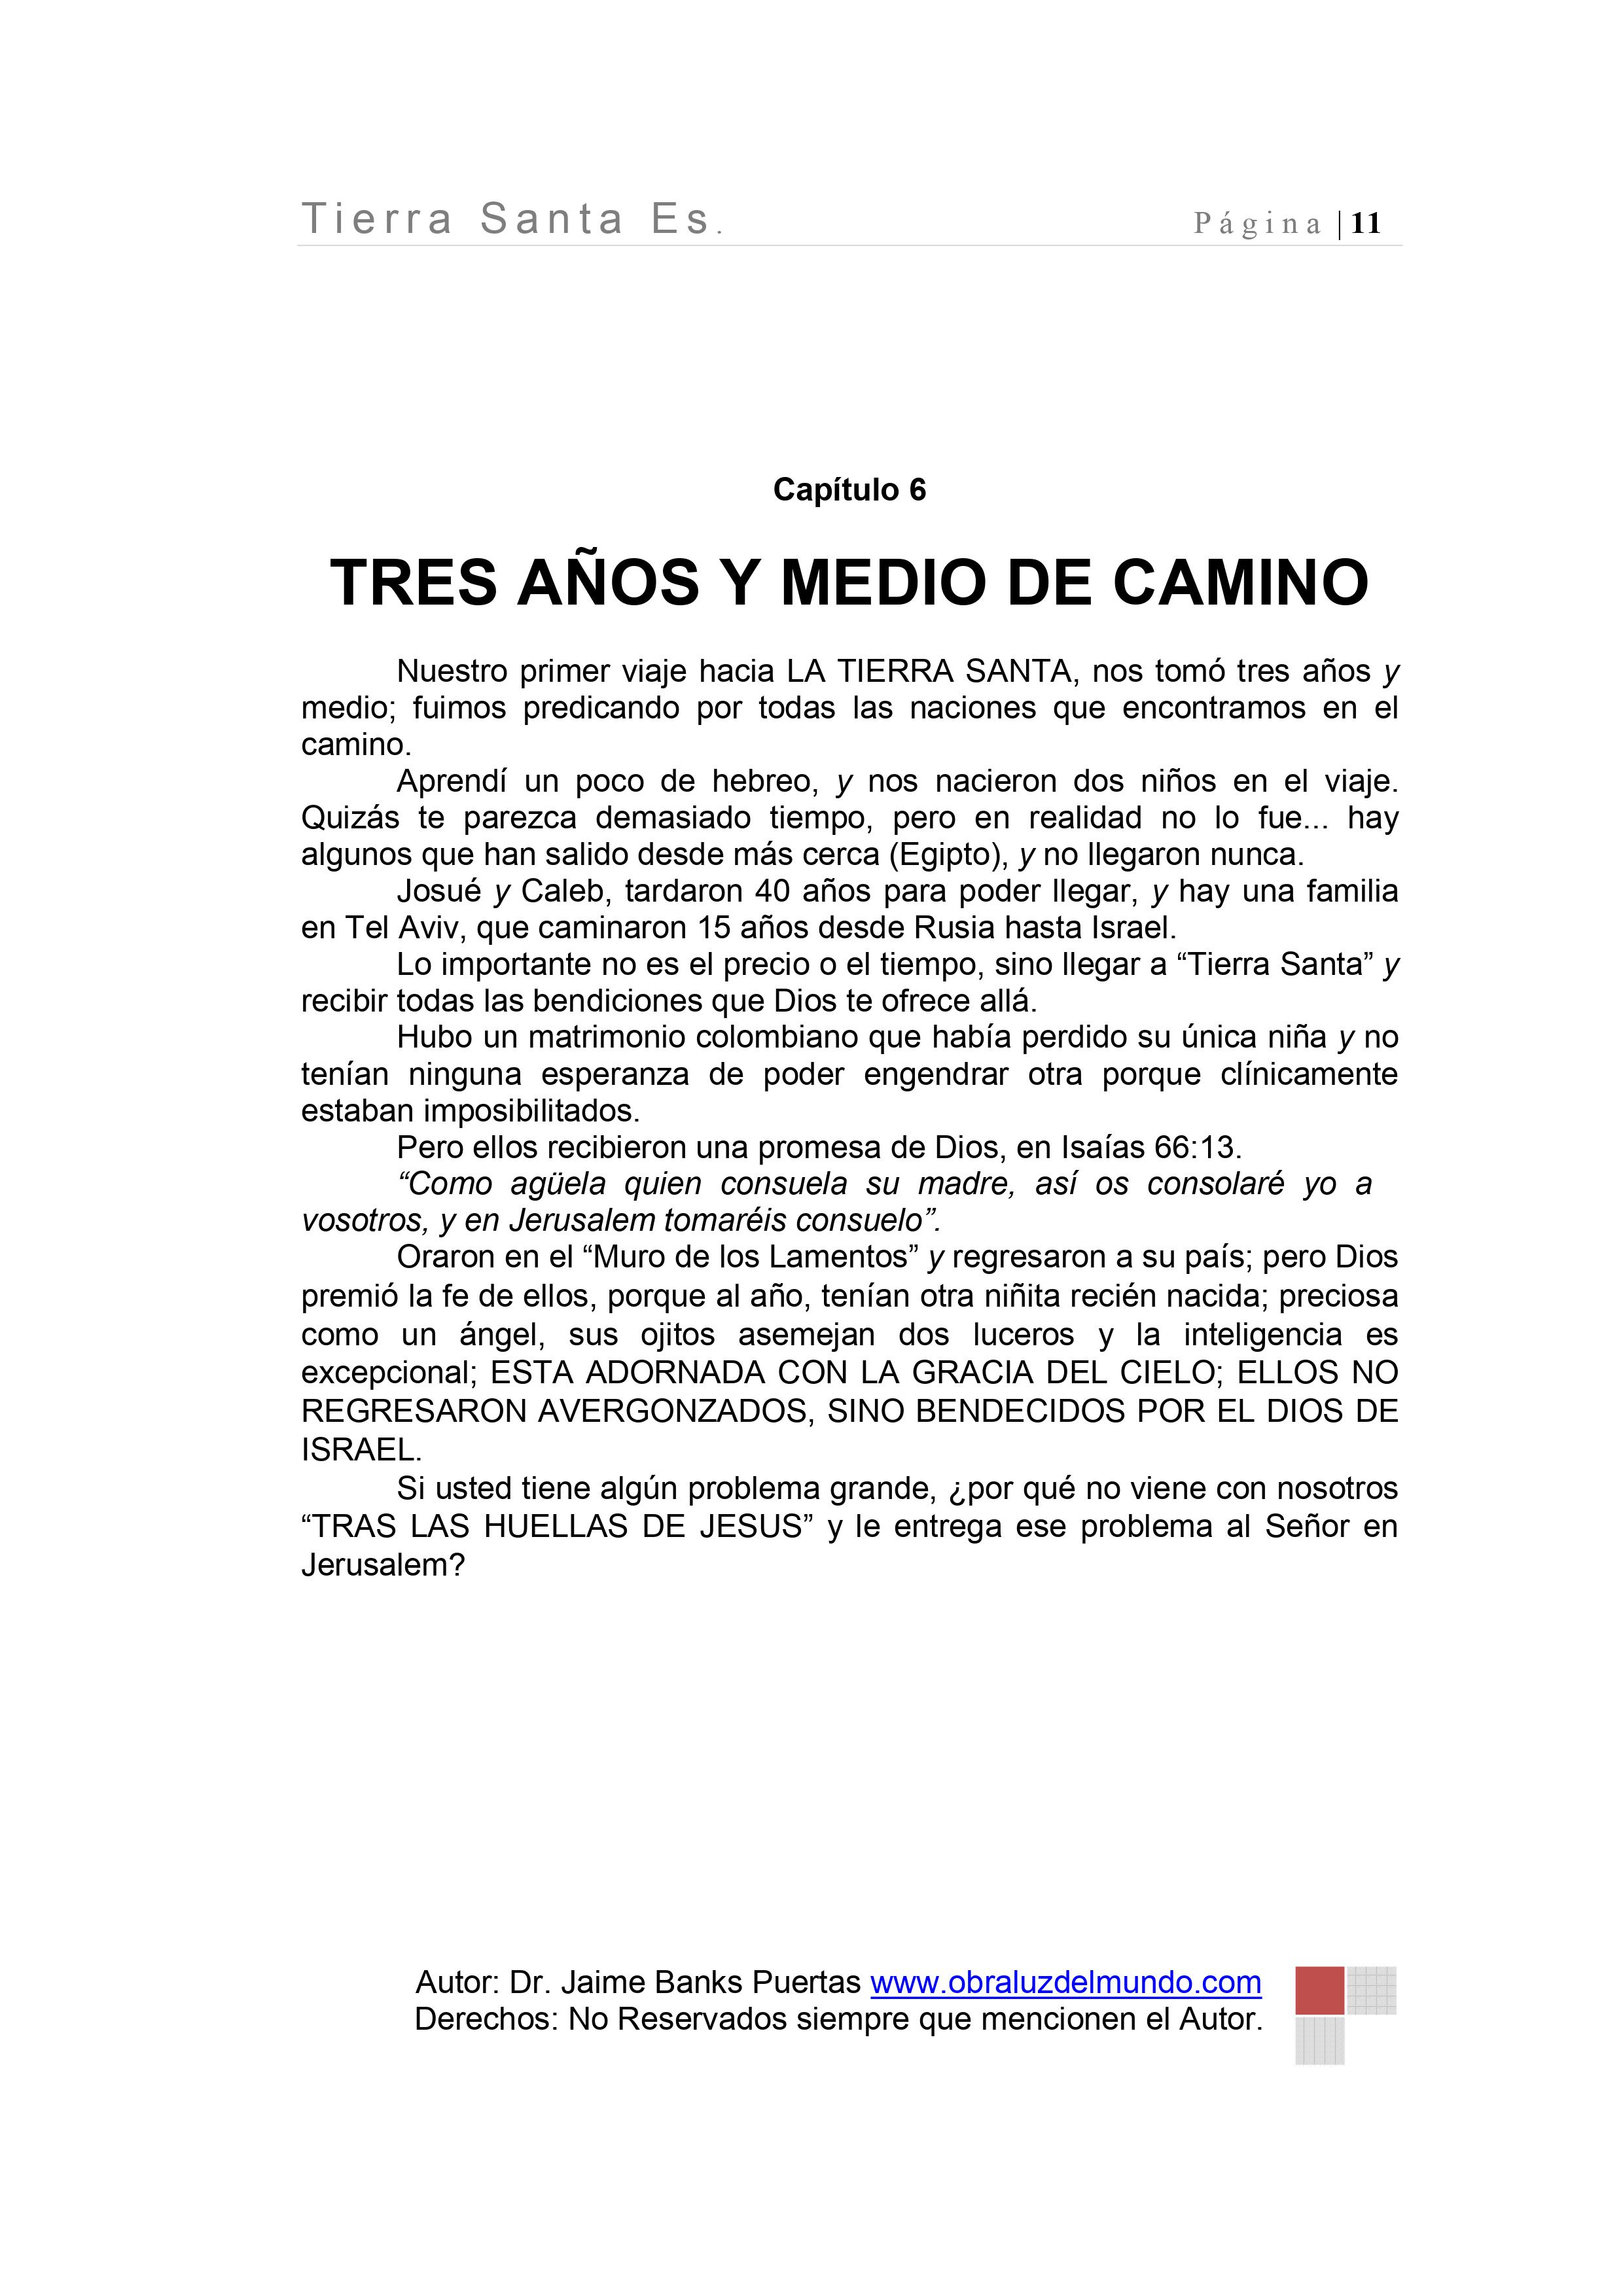 Tierra Santa Es. Página | 11
Capítulo 6
TRES AÑOS Y MEDIO DE CAMINO
Nuestro primer viaje hacia LA TIERRA SANTA, nos tomó tres años y
medio; fuimos predicando por todas las naciones que encontramos en el
camino.
Aprendí un poco de hebreo, y nos nacieron dos niños en el viaje.
Quizás te parezca demasiado tiempo, pero en realidad no lo fue... hay
algunos que han salido desde más cerca (Egipto), y no llegaron nunca.
Josué y Caleb, tardaron 40 años para poder llegar, y hay una familia
en Tel Aviv, que caminaron 15 años desde Rusia hasta Israel.
Lo importante no es el precio o el tiempo, sino llegar a “Tierra Santa” y
recibir todas las bendiciones que Dios te ofrece allá.
Hubo un matrimonio colombiano que había perdido su única niña y no
tenían ninguna esperanza de poder engendrar otra porque clínicamente
estaban imposibilitados.
Pero ellos recibieron una promesa de Dios, en Isaías 66:13.
“Como agüela quien consuela su madre, así os consolaré yo a
vosotros, y en Jerusalem tomaréis consuelo”.
Oraron en el “Muro de los Lamentos” y regresaron a su país; pero Dios
premió la fe de ellos, porque al año, tenían otra niñita recién nacida; preciosa
como un ángel, sus ojitos asemejan dos luceros y la inteligencia es
excepcional; ESTA ADORNADA CON LA GRACIA DEL CIELO; ELLOS NO
REGRESARON AVERGONZADOS, SINO BENDECIDOS POR EL DIOS DE
ISRAEL.
Si usted tiene algún problema grande, ¿por qué no viene con nosotros
“TRAS LAS HUELLAS DE JESUS” y le entrega ese problema al Señor en
Jerusalem?
Autor: Dr. Jaime Banks Puertas www.obraluzdelmundo.com
Derechos: No Reservados siempre que mencionen el Autor.